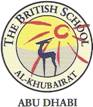 THE BRITISH SCHOOL
AL-KHUBAIRAT
ABU DHABI